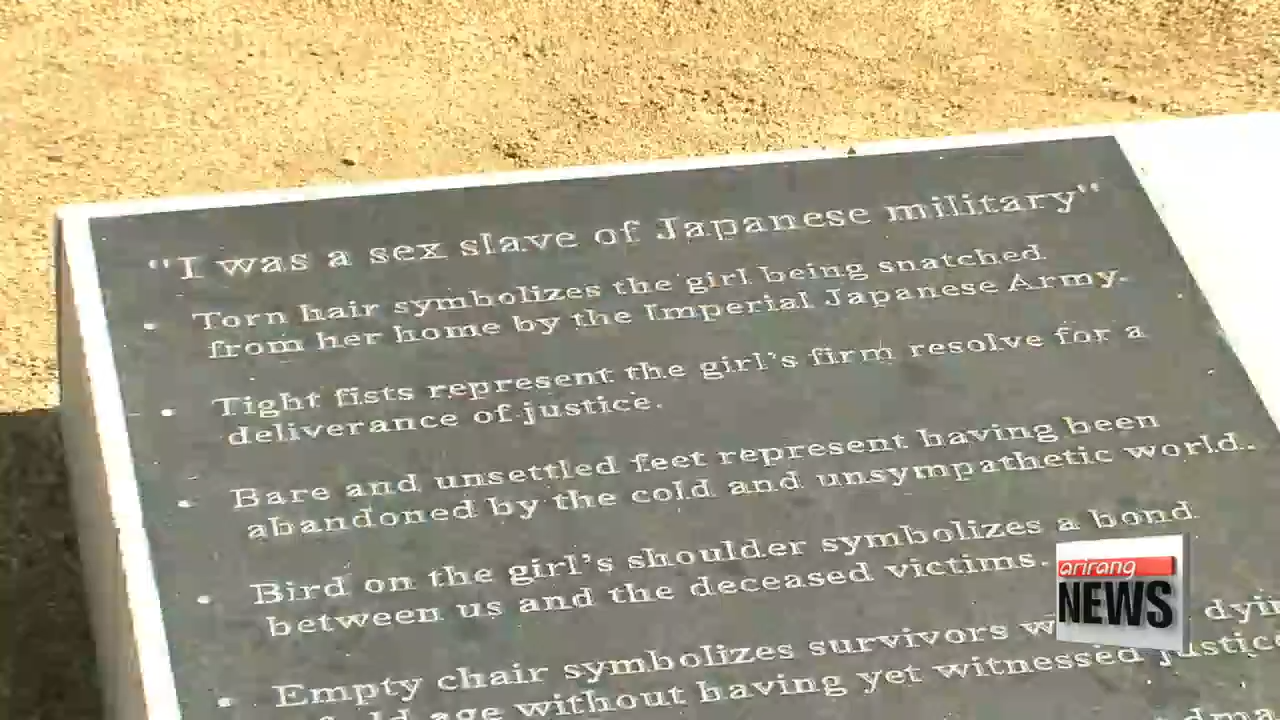 "I was a sex slave of Japanese military"
• Torn hair symbolizes the girl being snatched
from her home by the Imperial Japanese Army.
• Tight fists represent the girl's firm resolve for a
deliverance of justice.
• Bare and unsettled feet represent having been
abandoned by the cold and unsympathetic world.
• Bird on the girl's shoulder symbolizes a bond
between us and the deceased victims.
• Empty chair symbolizes survivors
age without having yet witnessed justice
arirang
NEWS